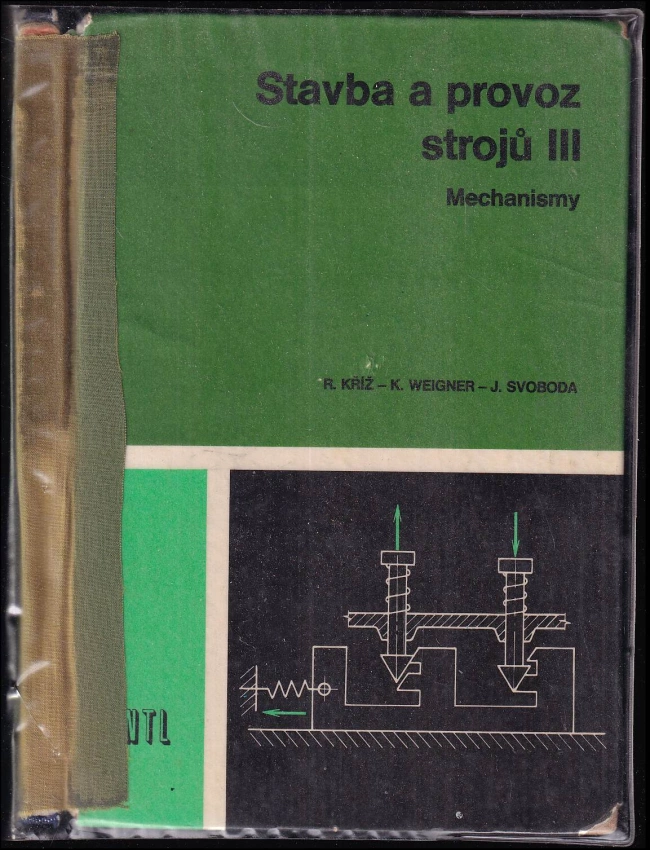 Stavba a provoz
strojů III
Mechanismy
R. KŘÍŽ – K. WEIGNER – J. SVOBODA
NTL